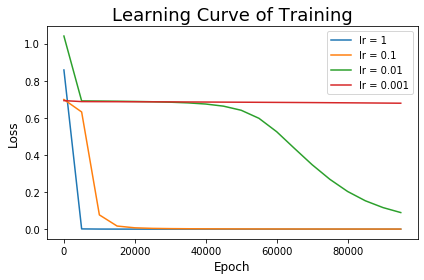 Learning Curve of Training
lr = 1
lr = 0.1
lr = 0.01
lr = 0.001
1.0
0.8
0.6
0.4
0.2
0.0
Loss
0
20000
40000
60000
80000
Epoch